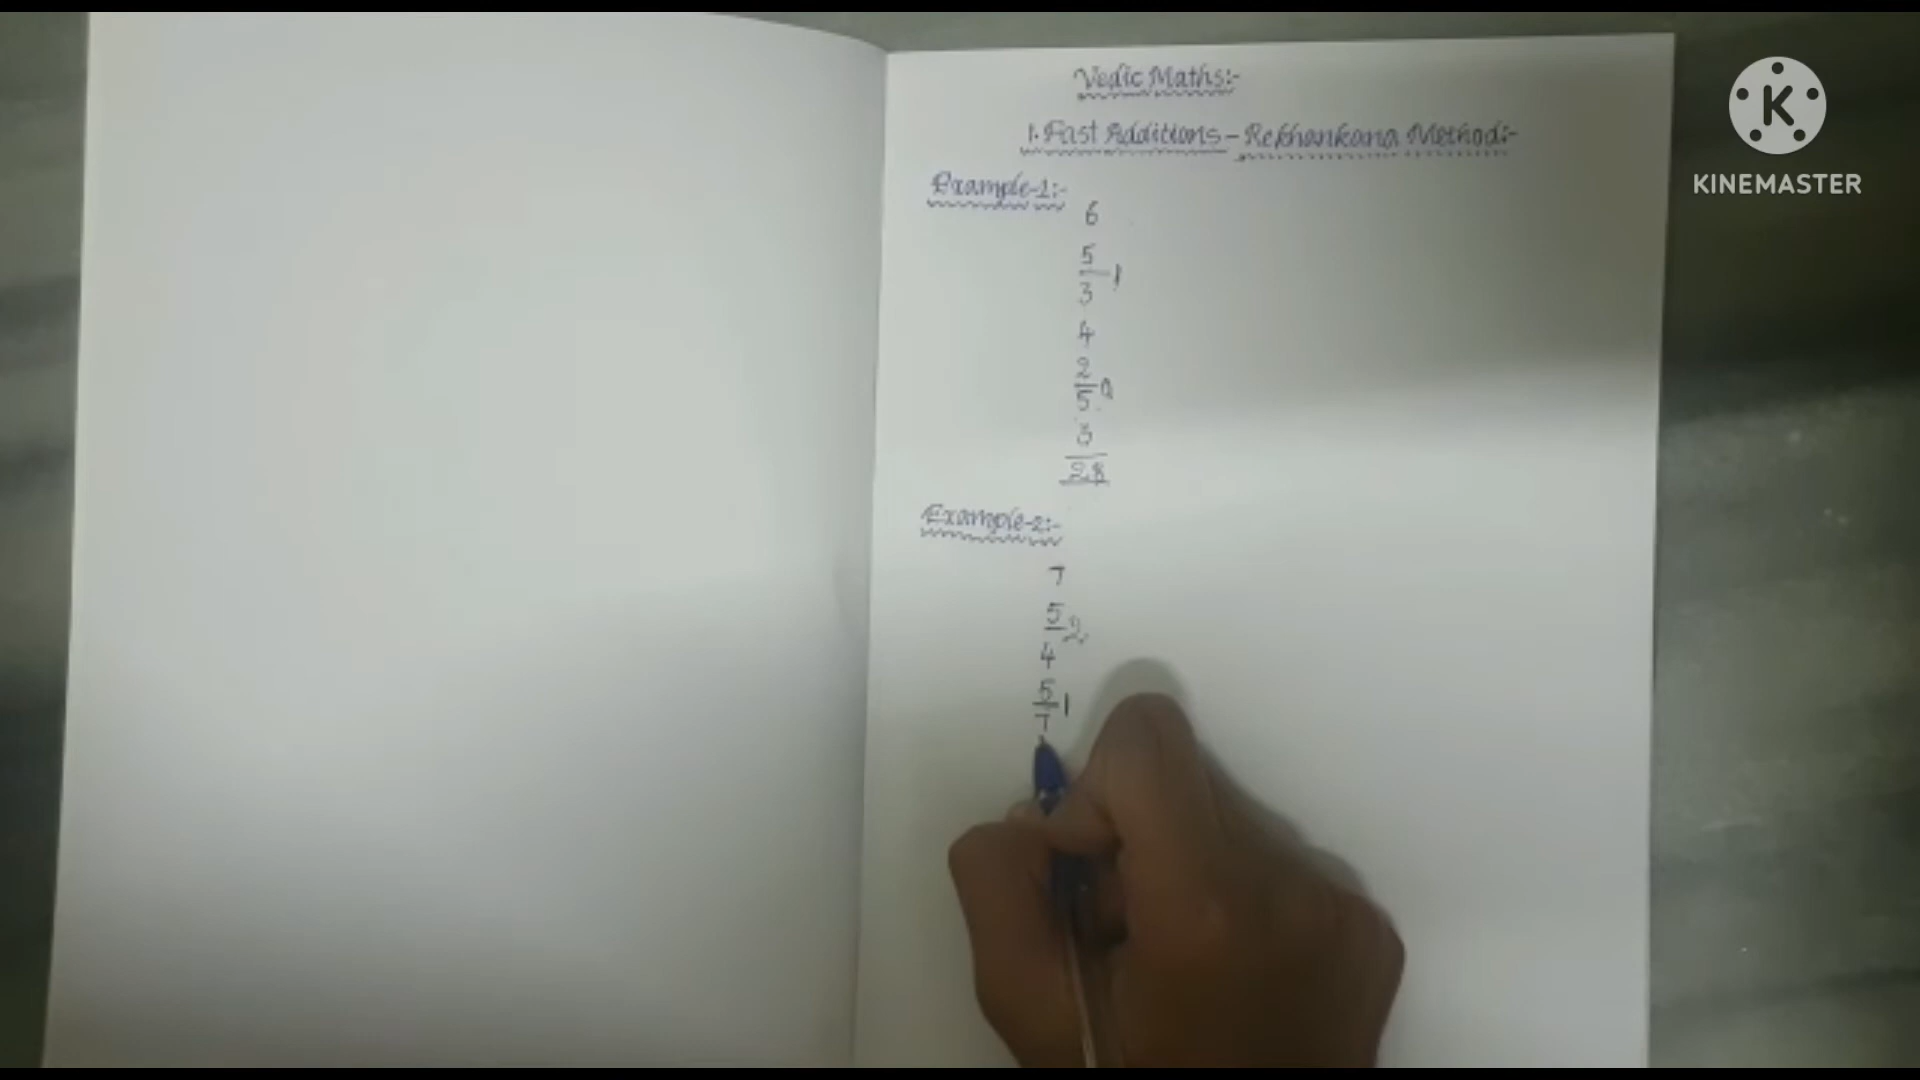 Vedic Maths:-
1. Fast Additions - Rekhankana Method:-
Example-1:-
6
5
1
3
4
2
0
5
3
28
Example-2:-
7
5
2
4
5
1
7
K
KINEMASTER